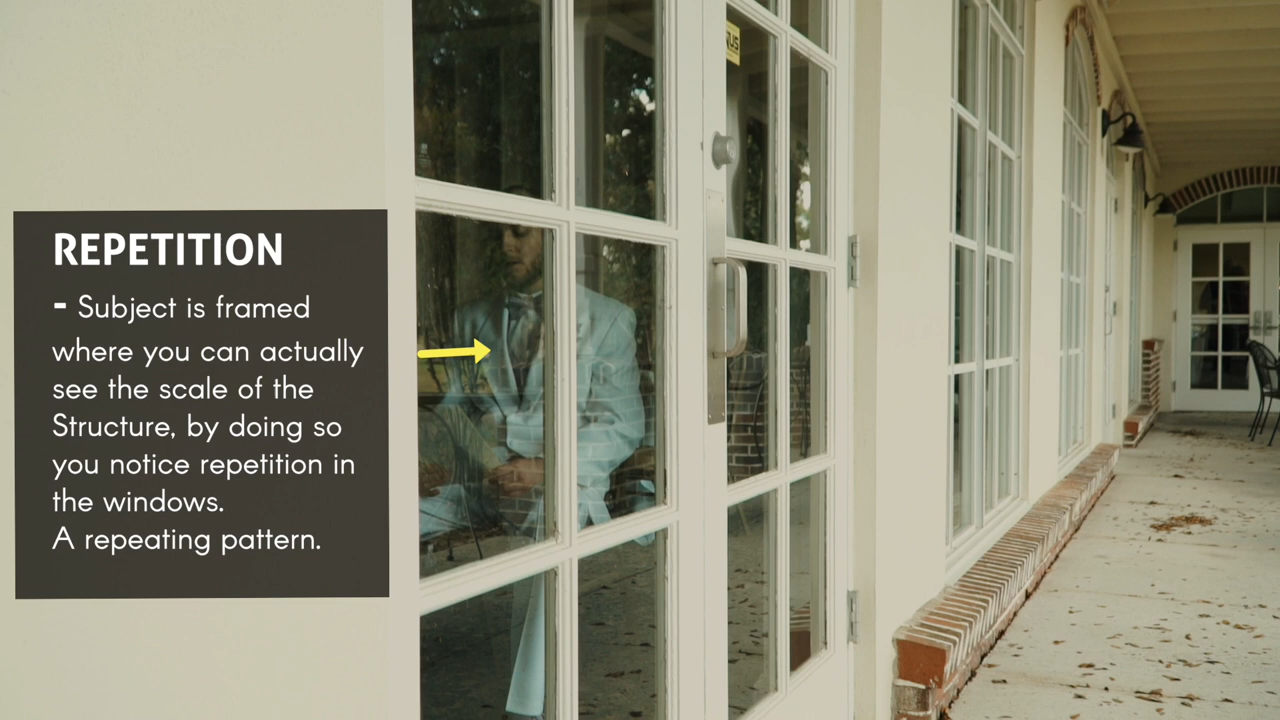 REPETITION
- Subject is framed
where you can actually
see the scale of the
Structure, by doing so
you notice repetition in
the windows.
A repeating pattern.